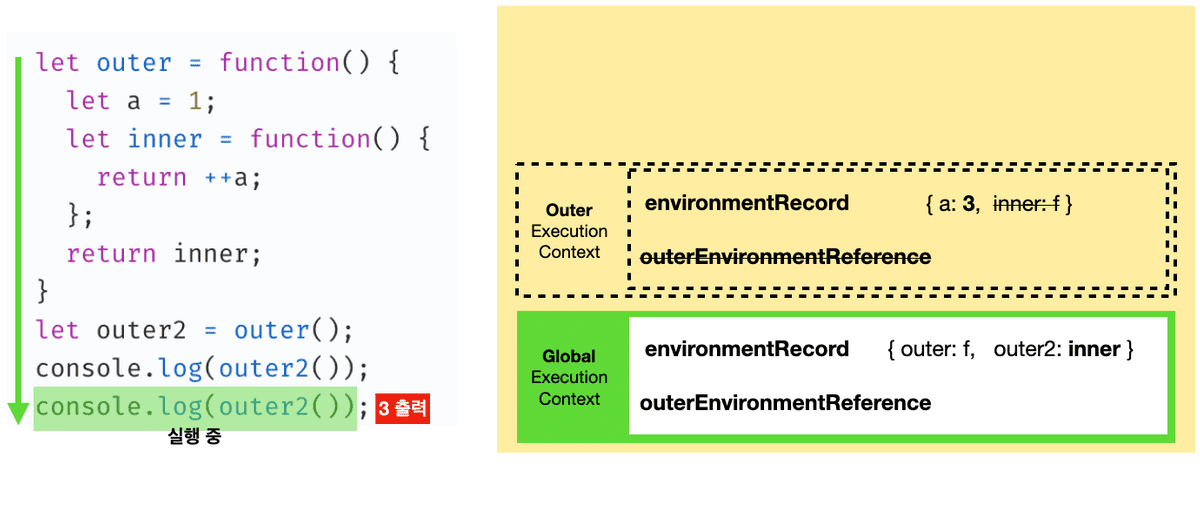 let outer = function() {
let a = 1;
let inner = function() {
return ++a;
};
return inner;
}
let outer2 = outer();
console.log(outer2());
console.log(outer2()); 3 출력
실행 중
Outer
Execution
Context
environmentRecord { a: 3, inner: f }
outerEnvironmentReference
Global
Execution
Context
environmentRecord { outer: f, outer2: inner }
outerEnvironmentReference